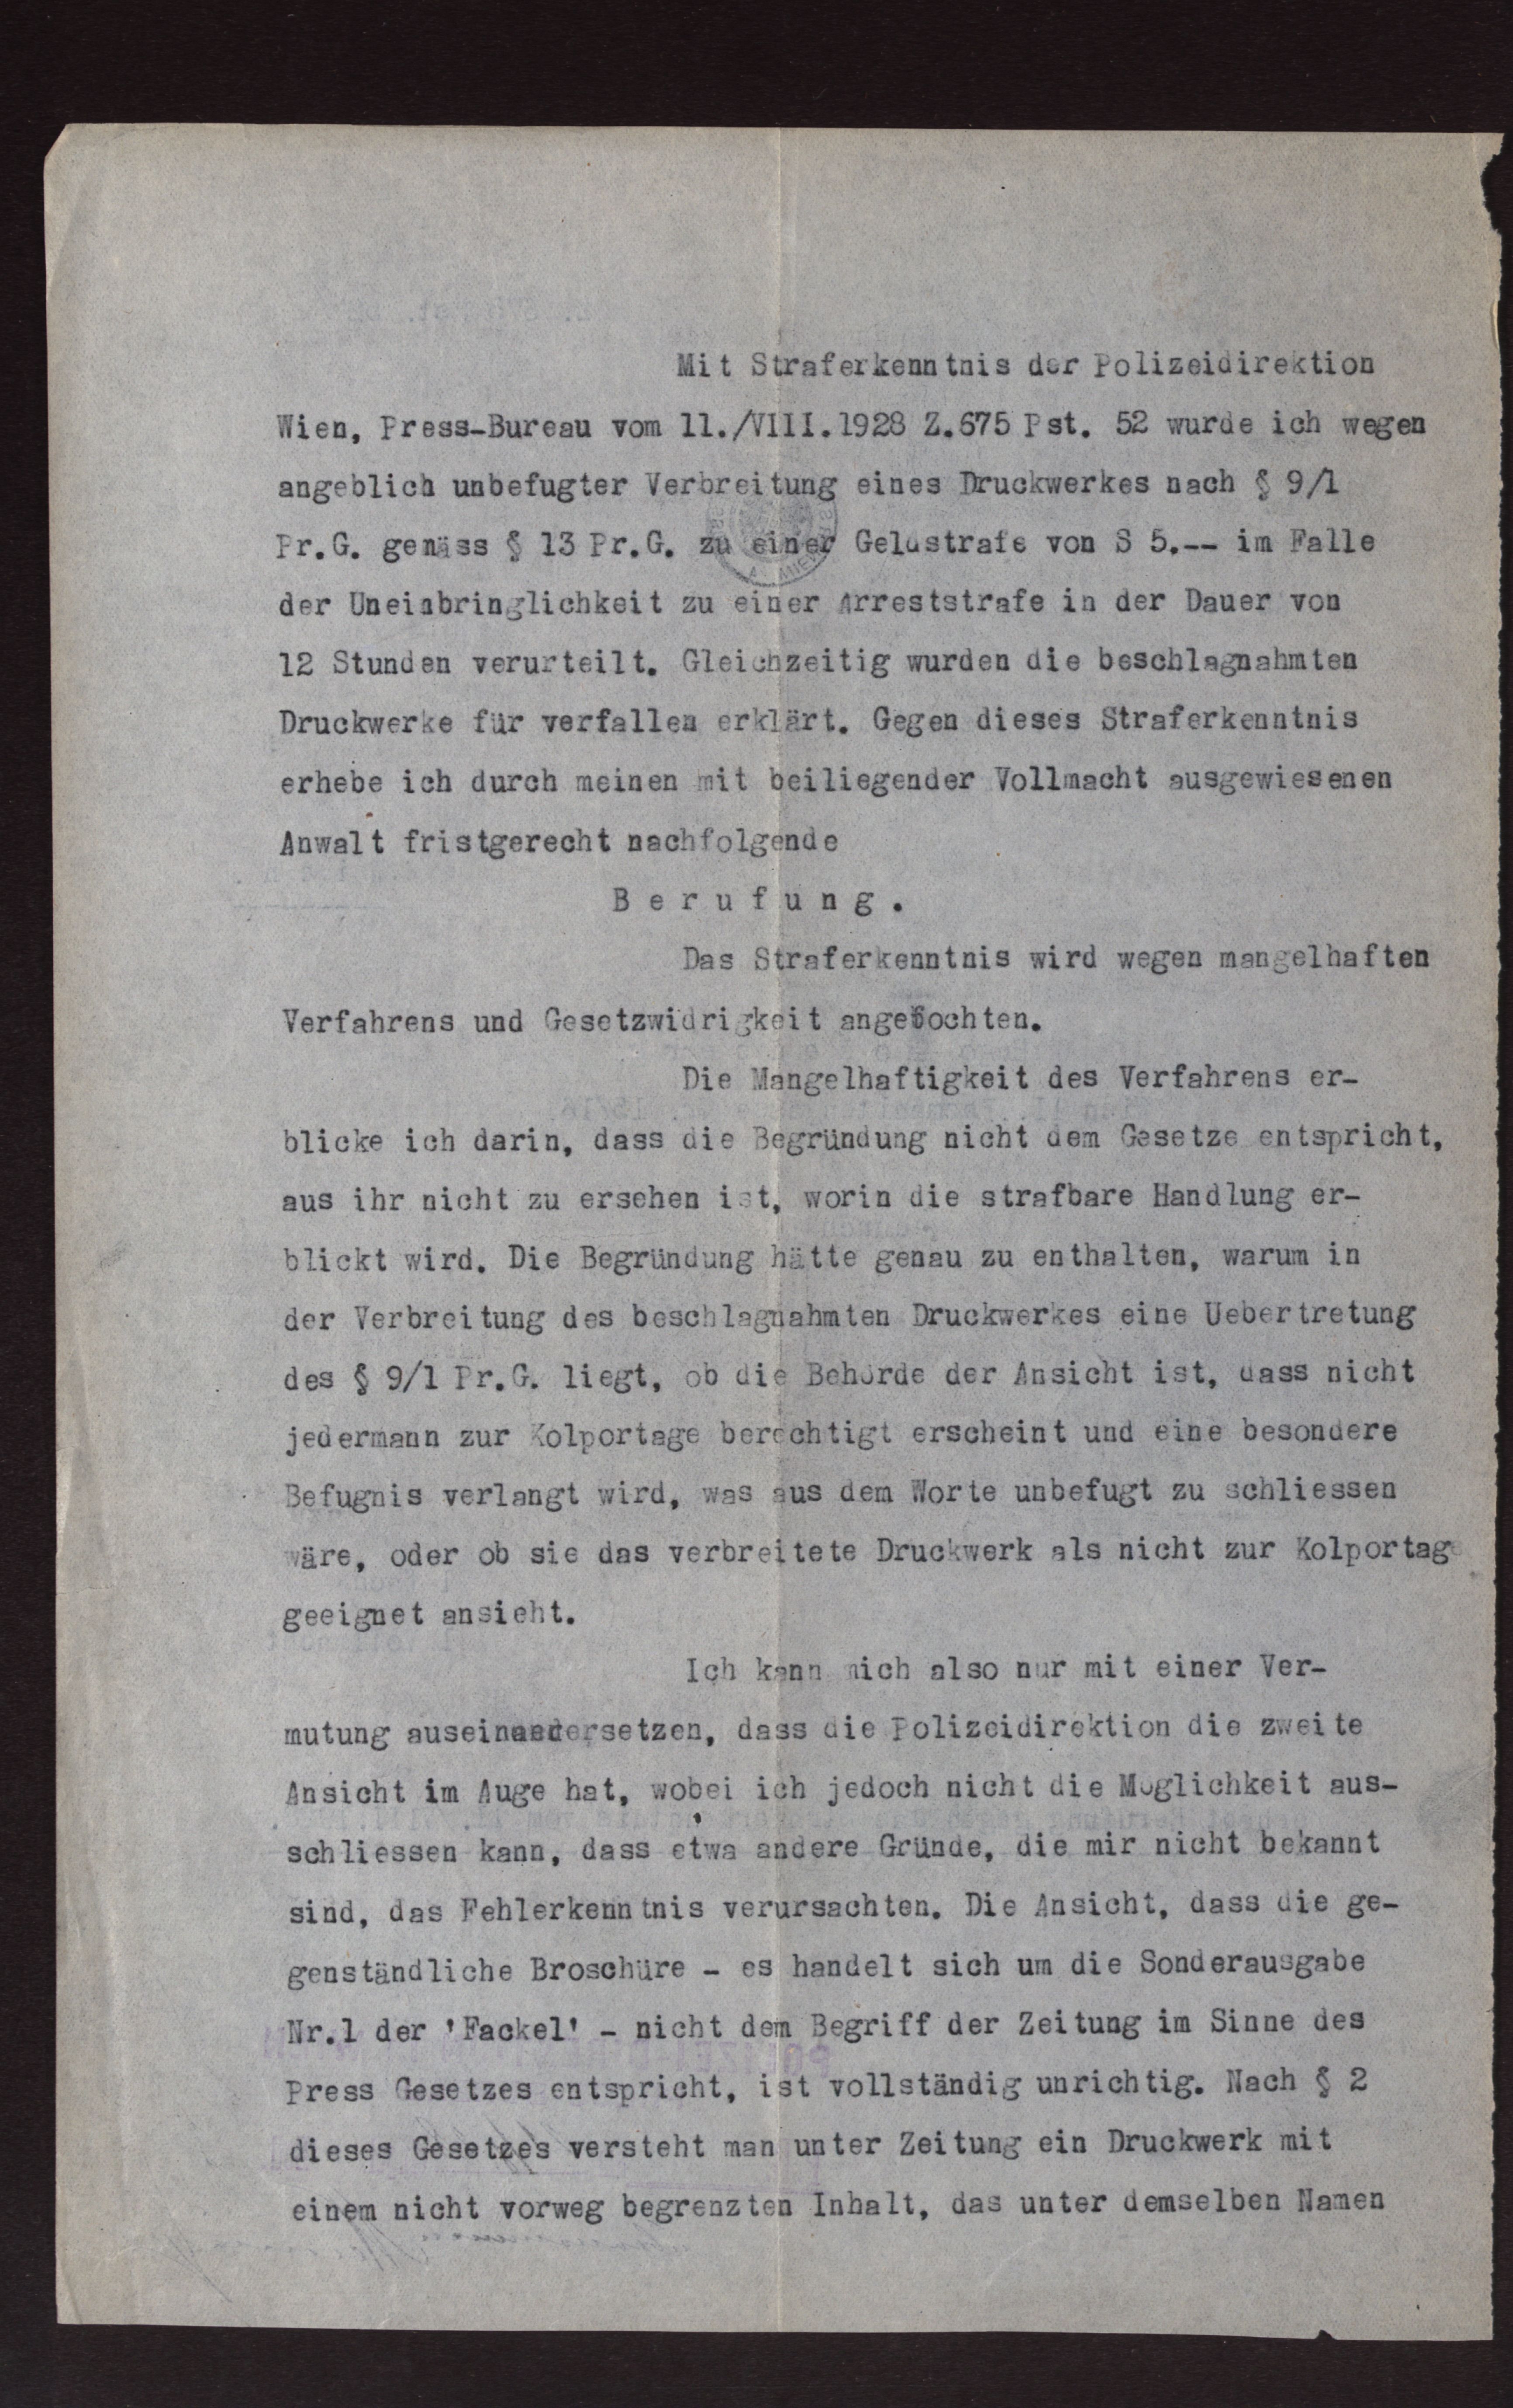 Mit Straferkenntnis der Polizeidirektion
Wien, Press-Bureau vom 11./VIII.1928 Z.675 Pst. 52 wurde ich wegen
angeblich unbefugter Verbreitung eines Druckwerkes nach § 9/1
Pr.G. gemäss § 13 Pr.G. zu einer Geldstrafe von S 5.-- im Falle
der Uneinbringlichkeit zu einer Arreststrafe in der Dauer von
12 Stunden verurteilt. Gleichzeitig wurden die beschlagnahmten
Druckwerke für verfallen erklärt. Gegen dieses Straferkenntnis
erhebe ich durch meinen mit beiliegender Vollmacht ausgewiesenen
Anwalt fristgerecht nachfolgende
B e r u f u n g .
Das Straferkenntnis wird wegen mangelhaften
Verfahrens und Gesetzwidrigkeit angefochten.
Die Mangelhaftigkeit des Verfahrens er-
blicke ich darin, dass die Begründung nicht dem Gesetze entspricht,
aus ihr nicht zu ersehen ist, worin die strafbare Handlung er-
blickt wird. Die Begründung hätte genau zu enthalten, warum in
der Verbreitung des beschlagnahmten Druckwerkes eine Uebertretung
des § 9/1 Pr.G. liegt, ob die Behörde der Ansicht ist, dass nicht
jedermann zur Kolportage berechtigt erscheint und eine besondere
Befugnis verlangt wird, was aus dem Worte unbefugt zu schliessen
wäre, oder ob sie das verbreitete Druckwerk als nicht zur Kolportage
geeignet ansieht.
Ich kann mich also nur mit einer Ver-
mutung auseinandersetzen, dass die Polizeidirektion die zweite
Ansicht im Auge hat, wobei ich jedoch nicht die Möglichkeit aus-
schliessen kann, dass etwa andere Gründe, die mir nicht bekannt
sind, das Fehlerkenntnis verursachten. Die Ansicht, dass die ge-
genständliche Broschüre - es handelt sich um die Sonderausgabe
Nr.1 der 'Fackel' - nicht dem Begriff der Zeitung im Sinne des
Press Gesetzes entspricht, ist vollständig unrichtig. Nach § 2
dieses Gesetzes versteht man unter Zeitung ein Druckwerk mit
einem nicht vorweg begrenzten Inhalt, das unter demselben Namen